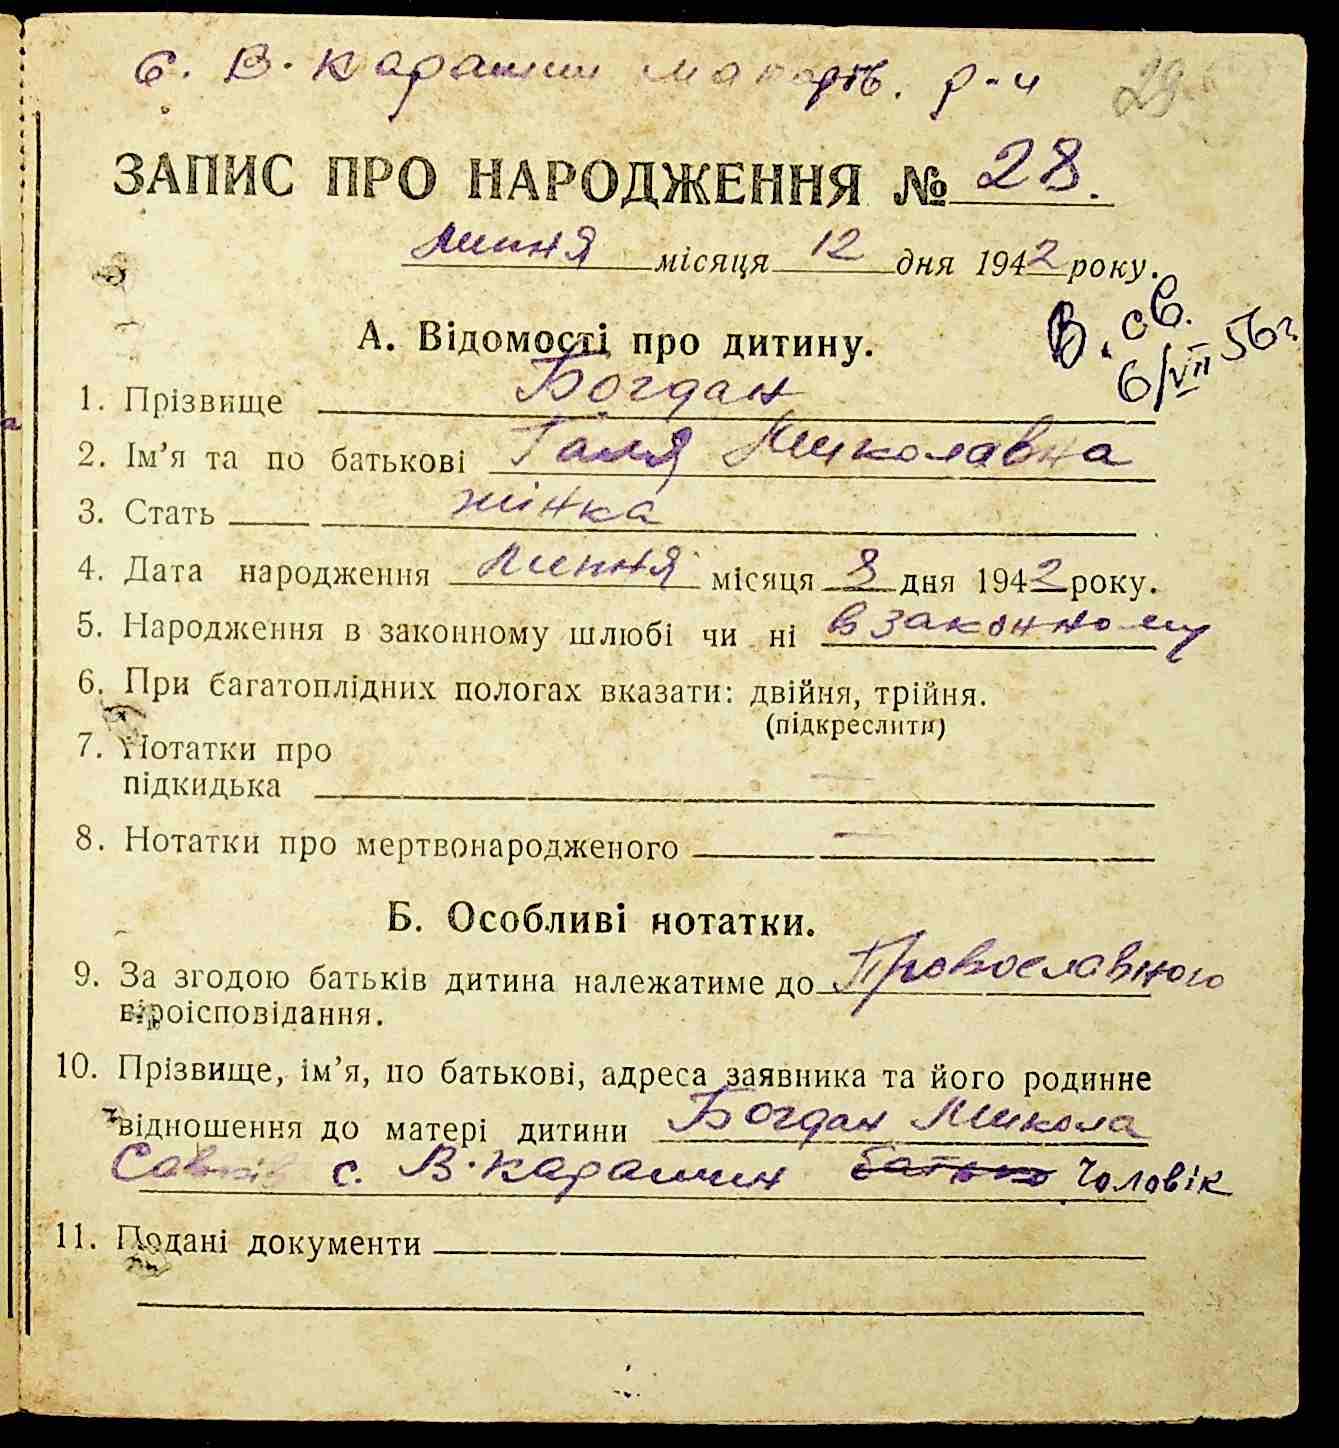 с. В. Карашин Макарів. р-н 29
ЗАПИС ПРО НАРОДЖЕННЯ № 28.
липня місяця 12 дня 1942 року.
В. св.
6/VII 56 г.
А. Відомості про дитину.
1. Прізвище Богдан
2. Ім’я та по батькові Галя Миколавна
3. Стать жінка
4. Дата народження липня місяця 8 дня 1942 року.
5. Народження в законному шлюбі чи ні в законному
6. При багатоплідних пологах вказати: двійня, трійня.
(підкреслити)
7. Нотатки про
підкидька —
8. Нотатки про мертвонародженого —
Б. Особливі нотатки.
9. За згодою батьків дитина належатиме до Православного
віроісповідання.
10. Прізвище, ім’я, по батькові, адреса заявника та його родинне
відношення до матері дитини Богдан Микола
с. В. Карашин батько чоловік
11. Подані документи